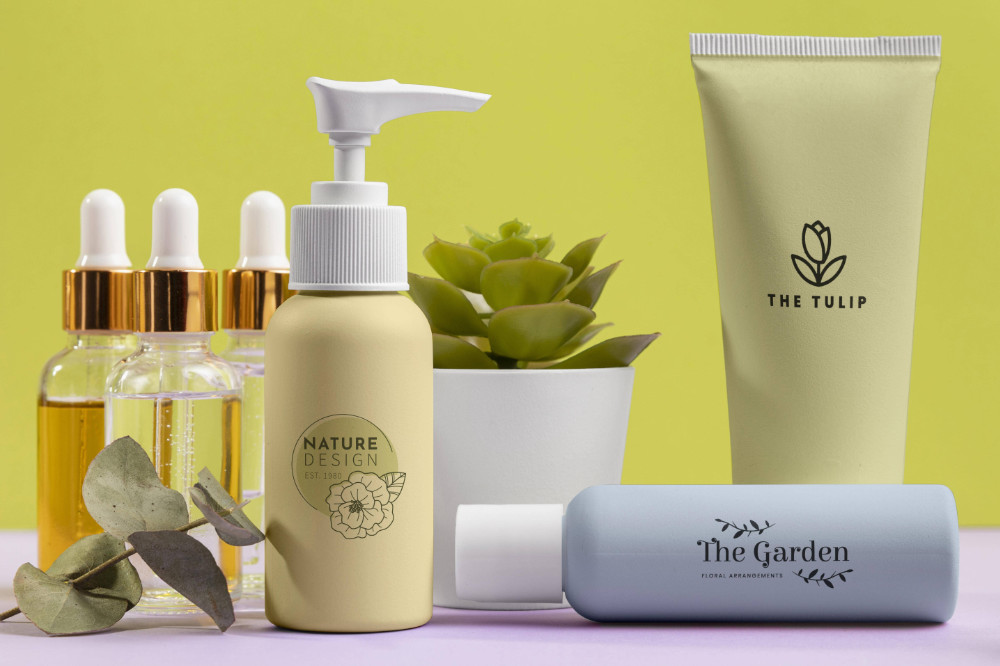 NATURE
DESIGN
EST. 1980
THE TULIP
The Garden
FLORAL ARRANGEMENTS